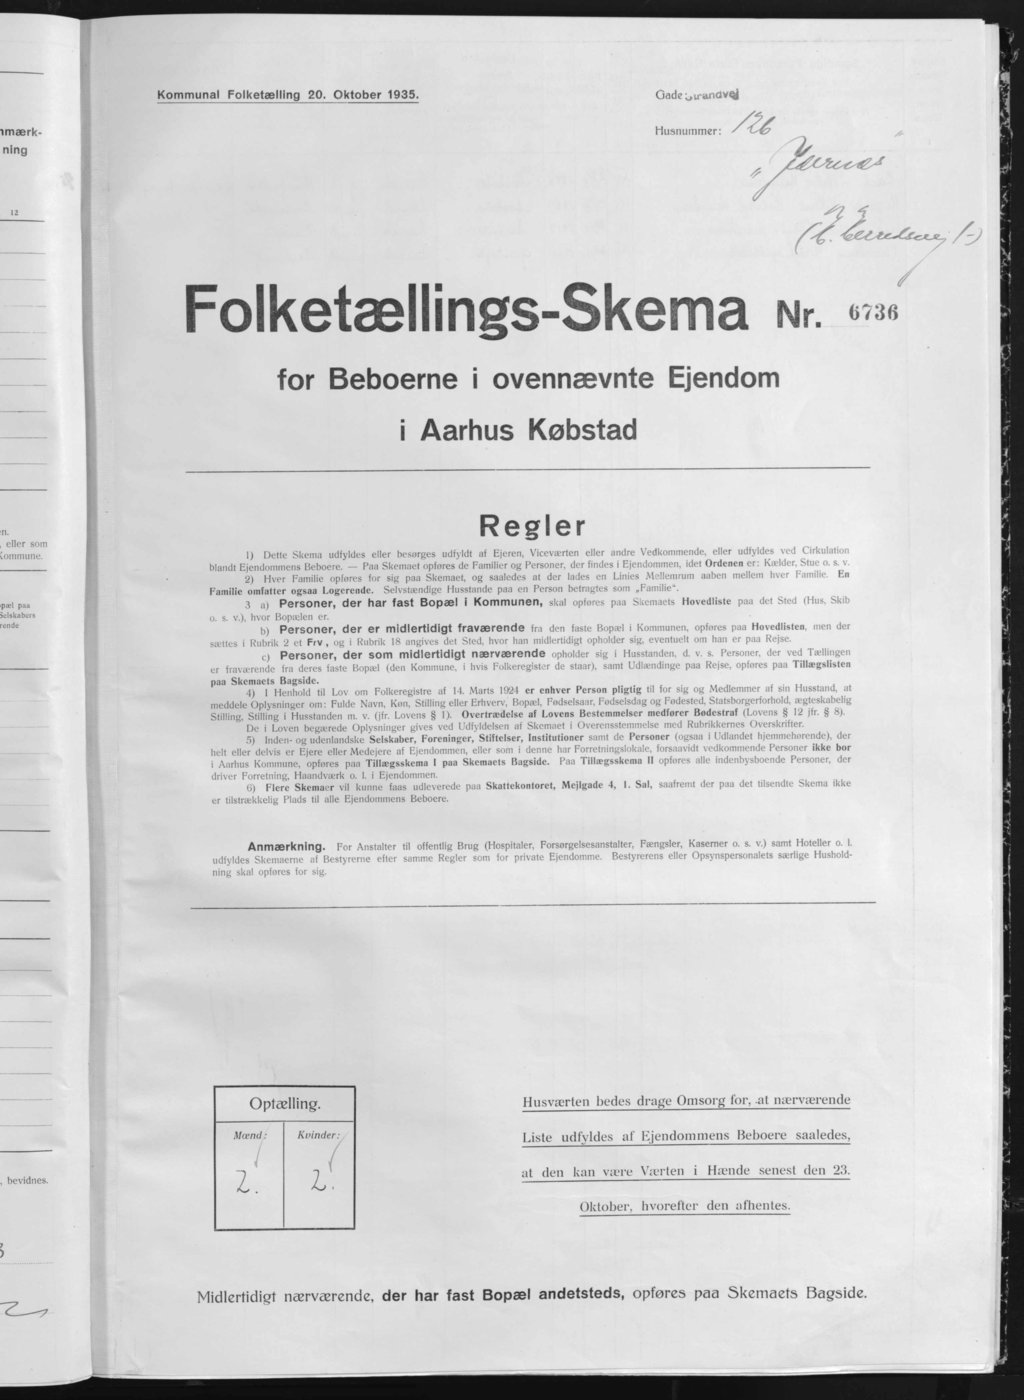 nmærk-
ning
12
en.
, eller som
Kommune.
opæl paa
Selskabers
rende
, bevidnes.
Kommunal Folketælling 20. Oktober 1935.
Gade: Strandvej
Husnummer: 126
Folketællings-Skema Nr. 6736
for Beboerne i ovennævnte Ejendom
i Aarhus Købstad
Regler
1) Dette Skema udfyldes eller besørges udfyldt af Ejeren, Viceværten eller andre Vedkommende, eller udfyldes ved Cirkulation
blandt Ejendommens Beboere. — Paa Skemaet opføres de Familier og Personer, der findes i Ejendommen, idet Ordenen er: Kælder, Stue o. s. v.
2) Hver Familie opføres for sig paa Skemaet, og saaledes at der lades en Linies Mellemrum aaben mellem hver Familie. En
Familie omfatter ogsaa Logerende. Selvstændige Husstande paa en Person betragtes som „Familie“.
3 a) Personer, der har fast Bopæl i Kommunen, skal opføres paa Skemaets Hovedliste paa det Sted (Hus, Skib
o. s. v.), hvor Bopælen er.
b) Personer, der er midlertidigt fraværende fra den faste Bopæl i Kommunen, opføres paa Hovedlisten, men der
sættes i Rubrik 2 et Frv, og i Rubrik 18 angives det Sted, hvor han midlertidigt opholder sig, eventuelt om han er paa Rejse.
c) Personer, der som midlertidigt nærværende opholder sig i Husstanden, d. v. s. Personer, der ved Tællingen
er fraværende fra deres faste Bopæl (den Kommune, i hvis Folkeregister de staar), samt Udlændinge paa Rejse, opføres paa Tillægslisten
paa Skemaets Bagside.
4) I Henhold til Lov om Folkeregistre af 14. Marts 1924 er enhver Person pligtig til for sig og Medlemmer af sin Husstand, at
meddele Oplysninger om: Fulde Navn, Køn, Stilling eller Erhverv, Bopæl, Fødselsaar, Fødselsdag og Fødested, Statsborgerforhold, ægteskabelig
Stilling, Stilling i Husstanden m. v. (jfr. Lovens § 1). Overtrædelse af Lovens Bestemmelser medfører Bødestraf (Lovens § 12 jfr. § 8).
De i Loven begærede Oplysninger gives ved Udfyldelsen af Skemaet i Overensstemmelse med Rubrikkernes Overskrifter.
5) Inden- og udenlandske Selskaber, Foreninger, Stiftelser, Institutioner samt de Personer (ogsaa i Udlandet hjemmehørende), der
helt eller delvis er Ejere eller Medejere af Ejendommen, eller som i denne har Forretningslokale, forsaavidt vedkommende Personer ikke bor
i Aarhus Kommune, opføres paa Tillægsskema I paa Skemaets Bagside. Paa Tillægsskema II opføres alle indenbysboende Personer, der
driver Forretning, Haandværk o. l. i Ejendommen.
6) Flere Skemaer vil kunne faas udleverede paa Skattekontoret, Mejlgade 4, 1. Sal, saafremt der paa det tilsendte Skema ikke
er tilstrækkelig Plads til alle Ejendommens Beboere.
Anmærkning. For Anstalter til offentlig Brug (Hospitaler, Forsørgelsesanstalter, Fængsler, Kaserner o. s. v.) samt Hoteller o. l.
udfyldes Skemaerne af Bestyrerne efter samme Regler som for private Ejendomme. Bestyrerens eller Opsynspersonalets særlige Hushold-
ning skal opføres for sig.
Optælling.
Mænd: Kvinder:
2. 2.
Husværten bedes drage Omsorg for, at nærværende
Liste udfyldes af Ejendommens Beboere saaledes,
at den kan være Værten i Hænde senest den 23.
Oktober, hvorefter den afhentes.
Midlertidigt nærværende, der har fast Bopæl andetsteds, opføres paa Skemaets Bagside.